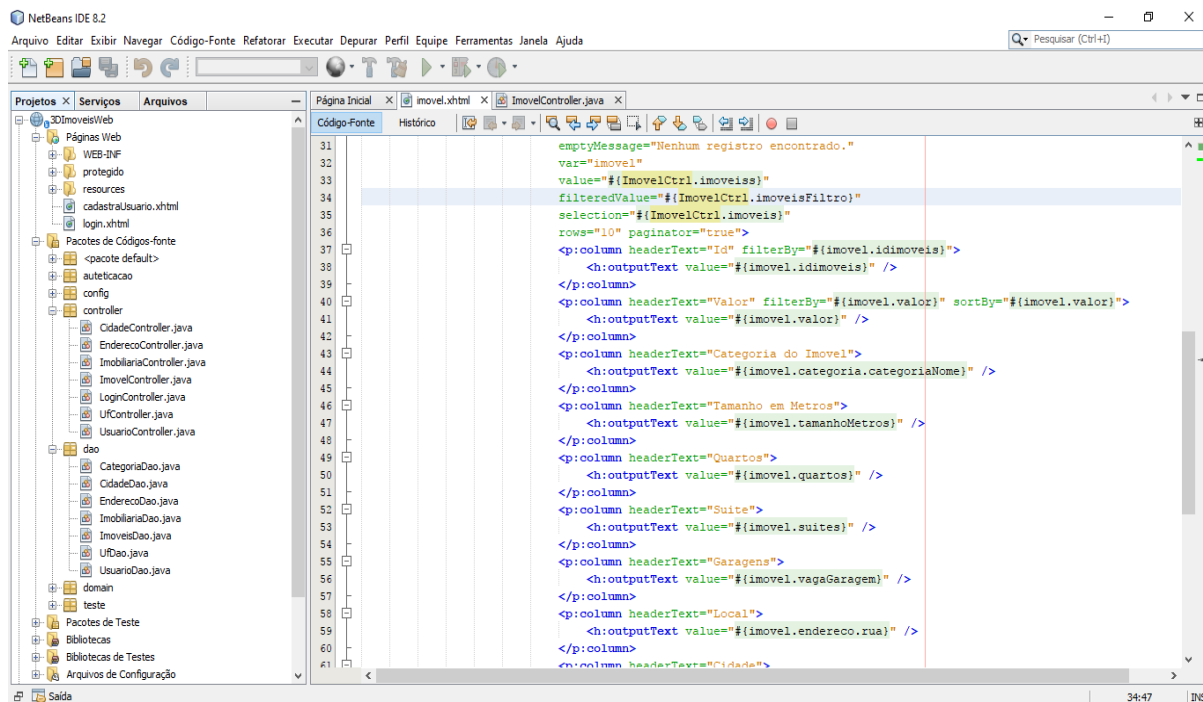 NetBeans IDE 8.2
Arquivo Editar Exibir Navegar Código-Fonte Refatorar Executar Depurar Perfil Equipe Ferramentas Janela Ajuda
Pesquisar (Ctrl+I)
Projetos Serviços Arquivos
3DImoveisWeb
Páginas Web
WEB-INF
protegido
resources
cadastraUsuario.xhtml
login.xhtml
Pacotes de Códigos-fonte
<pacote default>
auteticacao
config
controller
CidadeController.java
EnderecoController.java
ImobiliariaController.java
ImovelController.java
LoginController.java
UfController.java
UsuarioController.java
dao
CategoriaDao.java
CidadeDao.java
EnderecoDao.java
ImobiliariaDao.java
ImoveisDao.java
UfDao.java
UsuarioDao.java
domain
teste
Pacotes de Teste
Bibliotecas
Bibliotecas de Testes
Arquivos de Configuração
Página Inicial imovel.xhtml ImovelController.java
Código-Fonte Histórico
31 emptyMessage="Nenhum registro encontrado."
32 var="imovel"
33 value="#{ImovelCtrl.imoveiss}"
34 filteredValue="#{ImovelCtrl.imoveisFiltro}"
35 selection="#{ImovelCtrl.imoveis}"
36 rows="10" paginator="true">
37 <p:column headerText="Id" filterBy="#{imovel.idimoveis}">
38 <h:outputText value="#{imovel.idimoveis}" />
39 </p:column>
40 <p:column headerText="Valor" filterBy="#{imovel.valor}" sortBy="#{imovel.valor}">
41 <h:outputText value="#{imovel.valor}" />
42 </p:column>
43 <p:column headerText="Categoria do Imovel">
44 <h:outputText value="#{imovel.categoria.categoriaNome}" />
45 </p:column>
46 <p:column headerText="Tamanho em Metros">
47 <h:outputText value="#{imovel.tamanhoMetros}" />
48 </p:column>
49 <p:column headerText="Quartos">
50 <h:outputText value="#{imovel.quartos}" />
51 </p:column>
52 <p:column headerText="Suite">
53 <h:outputText value="#{imovel.suites}" />
54 </p:column>
55 <p:column headerText="Garagens">
56 <h:outputText value="#{imovel.vagaGaragem}" />
57 </p:column>
58 <p:column headerText="Local">
59 <h:outputText value="#{imovel.endereco.rua}" />
60 </p:column>
61 <p:column headerText="Cidade">
Saída
34:47 INS